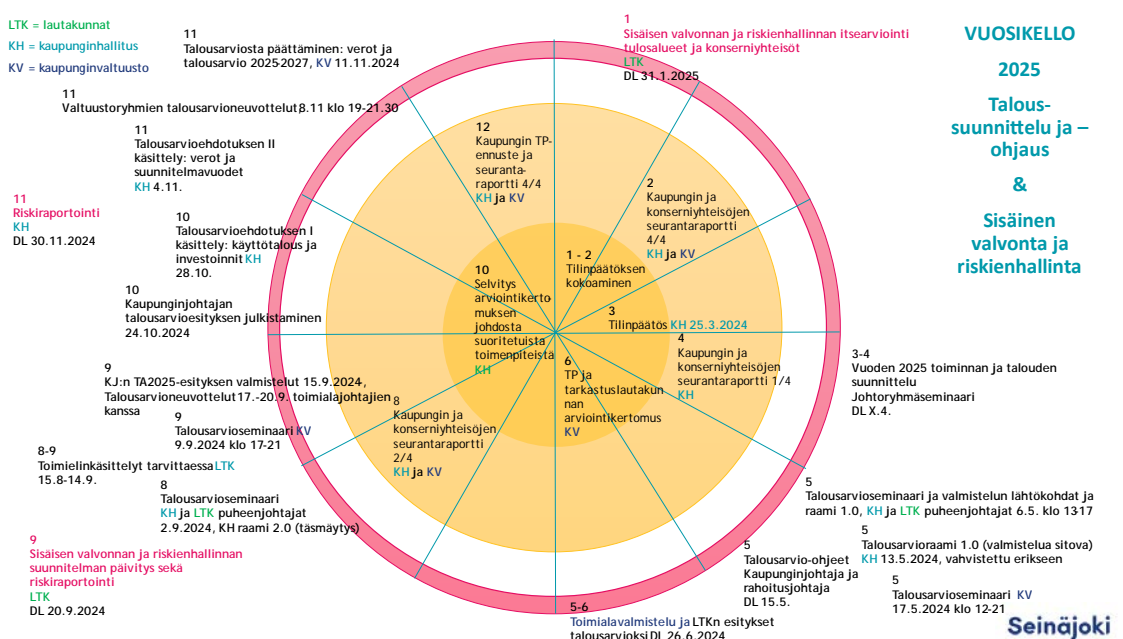 LTK = lautakunnat
KH = kaupunginhallitus
KV = kaupunginvaltuusto
VUOSIKELLO
2025
Talous-
suunnittelu ja –
ohjaus
&
Sisäinen
valvonta ja
riskienhallinta
1
Sisäisen valvonnan ja riskienhallinnan itsearviointi
tulosalueet ja konserniyhteisöt
LTK
DL 31.1.2025
11
Talousarviosta päättäminen: verot ja
talousarvio 2025-2027, KV 11.11.2024
11
Valtuustoryhmien talousarvioneuvottelut,8.11 klo 19-21.30
11
Talousarvioehdotuksen II
käsittely: verot ja
suunnitelmavuodet
KH 4.11.
11
Riskiraportointi
KH
DL 30.11.2024
10
Talousarvioehdotuksen I
käsittely: käyttötalous ja
investoinnit KH
28.10.
10
Kaupunginjohtajan
talousarvioesityksen julkistaminen
24.10.2024
9
KJ:n TA2025-esityksen valmistelut 15.9.2024,
Talousarvioneuvottelut 17.-20.9. toimialajohtajien
kanssa
9
Talousarvioseminaari KV
9.9.2024 klo 17-21
8-9
Toimielinkäsittelyt tarvittaessa LTK
15.8-14.9.
8
Talousarvioseminaari
KH ja LTK puheenjohtajat
2.9.2024, KH raami 2.0 (täsmäytys)
9
Sisäisen valvonnan ja riskienhallinnan
suunnitelman päivitys sekä
riskiraportointi
LTK
DL 20.9.2024
12
Kaupungin TP-
ennuste ja
seuranta-
raportti 4/4
KH ja KV
2
Kaupungin ja
konserniyhteisöjen
seurantaraportti
4/4
KH ja KV
1 - 2
Tilinpäätöksen
kokoaminen
10
Selvitys
arviointikerto
muksen
johdosta
suoritetuista
toimenpiteistä
KH
3
Tilinpäätös KH 25.3.2024
4
Kaupungin ja
konserniyhteisöjen
seurantaraportti 1/4
KH
6
TP ja
tarkastuslautakun
nan
arviointikertomus
KV
8
Kaupungin ja
konserniyhteisöjen
seurantaraportti
2/4
KH ja KV
3-4
Vuoden 2025 toiminnan ja talouden
suunnittelu
Johtoryhmäseminaari
DL X.4.
5
Talousarvioseminaari ja valmistelun lähtökohdat ja
raami 1.0, KH ja LTK puheenjohtajat 6.5. klo 13-17
5
Talousarvioraami 1.0 (valmistelua sitova)
KH 13.5.2024, vahvistettu erikseen
5
Talousarvio-ohjeet
Kaupunginjohtaja ja
rahoitusjohtaja
DL 15.5.
5
Talousarvioseminaari KV
17.5.2024 klo 12-21
5-6
Toimialavalmistelu ja LTKn esitykset
talousarvioksi DL 26.6.2024
Seinäjoki